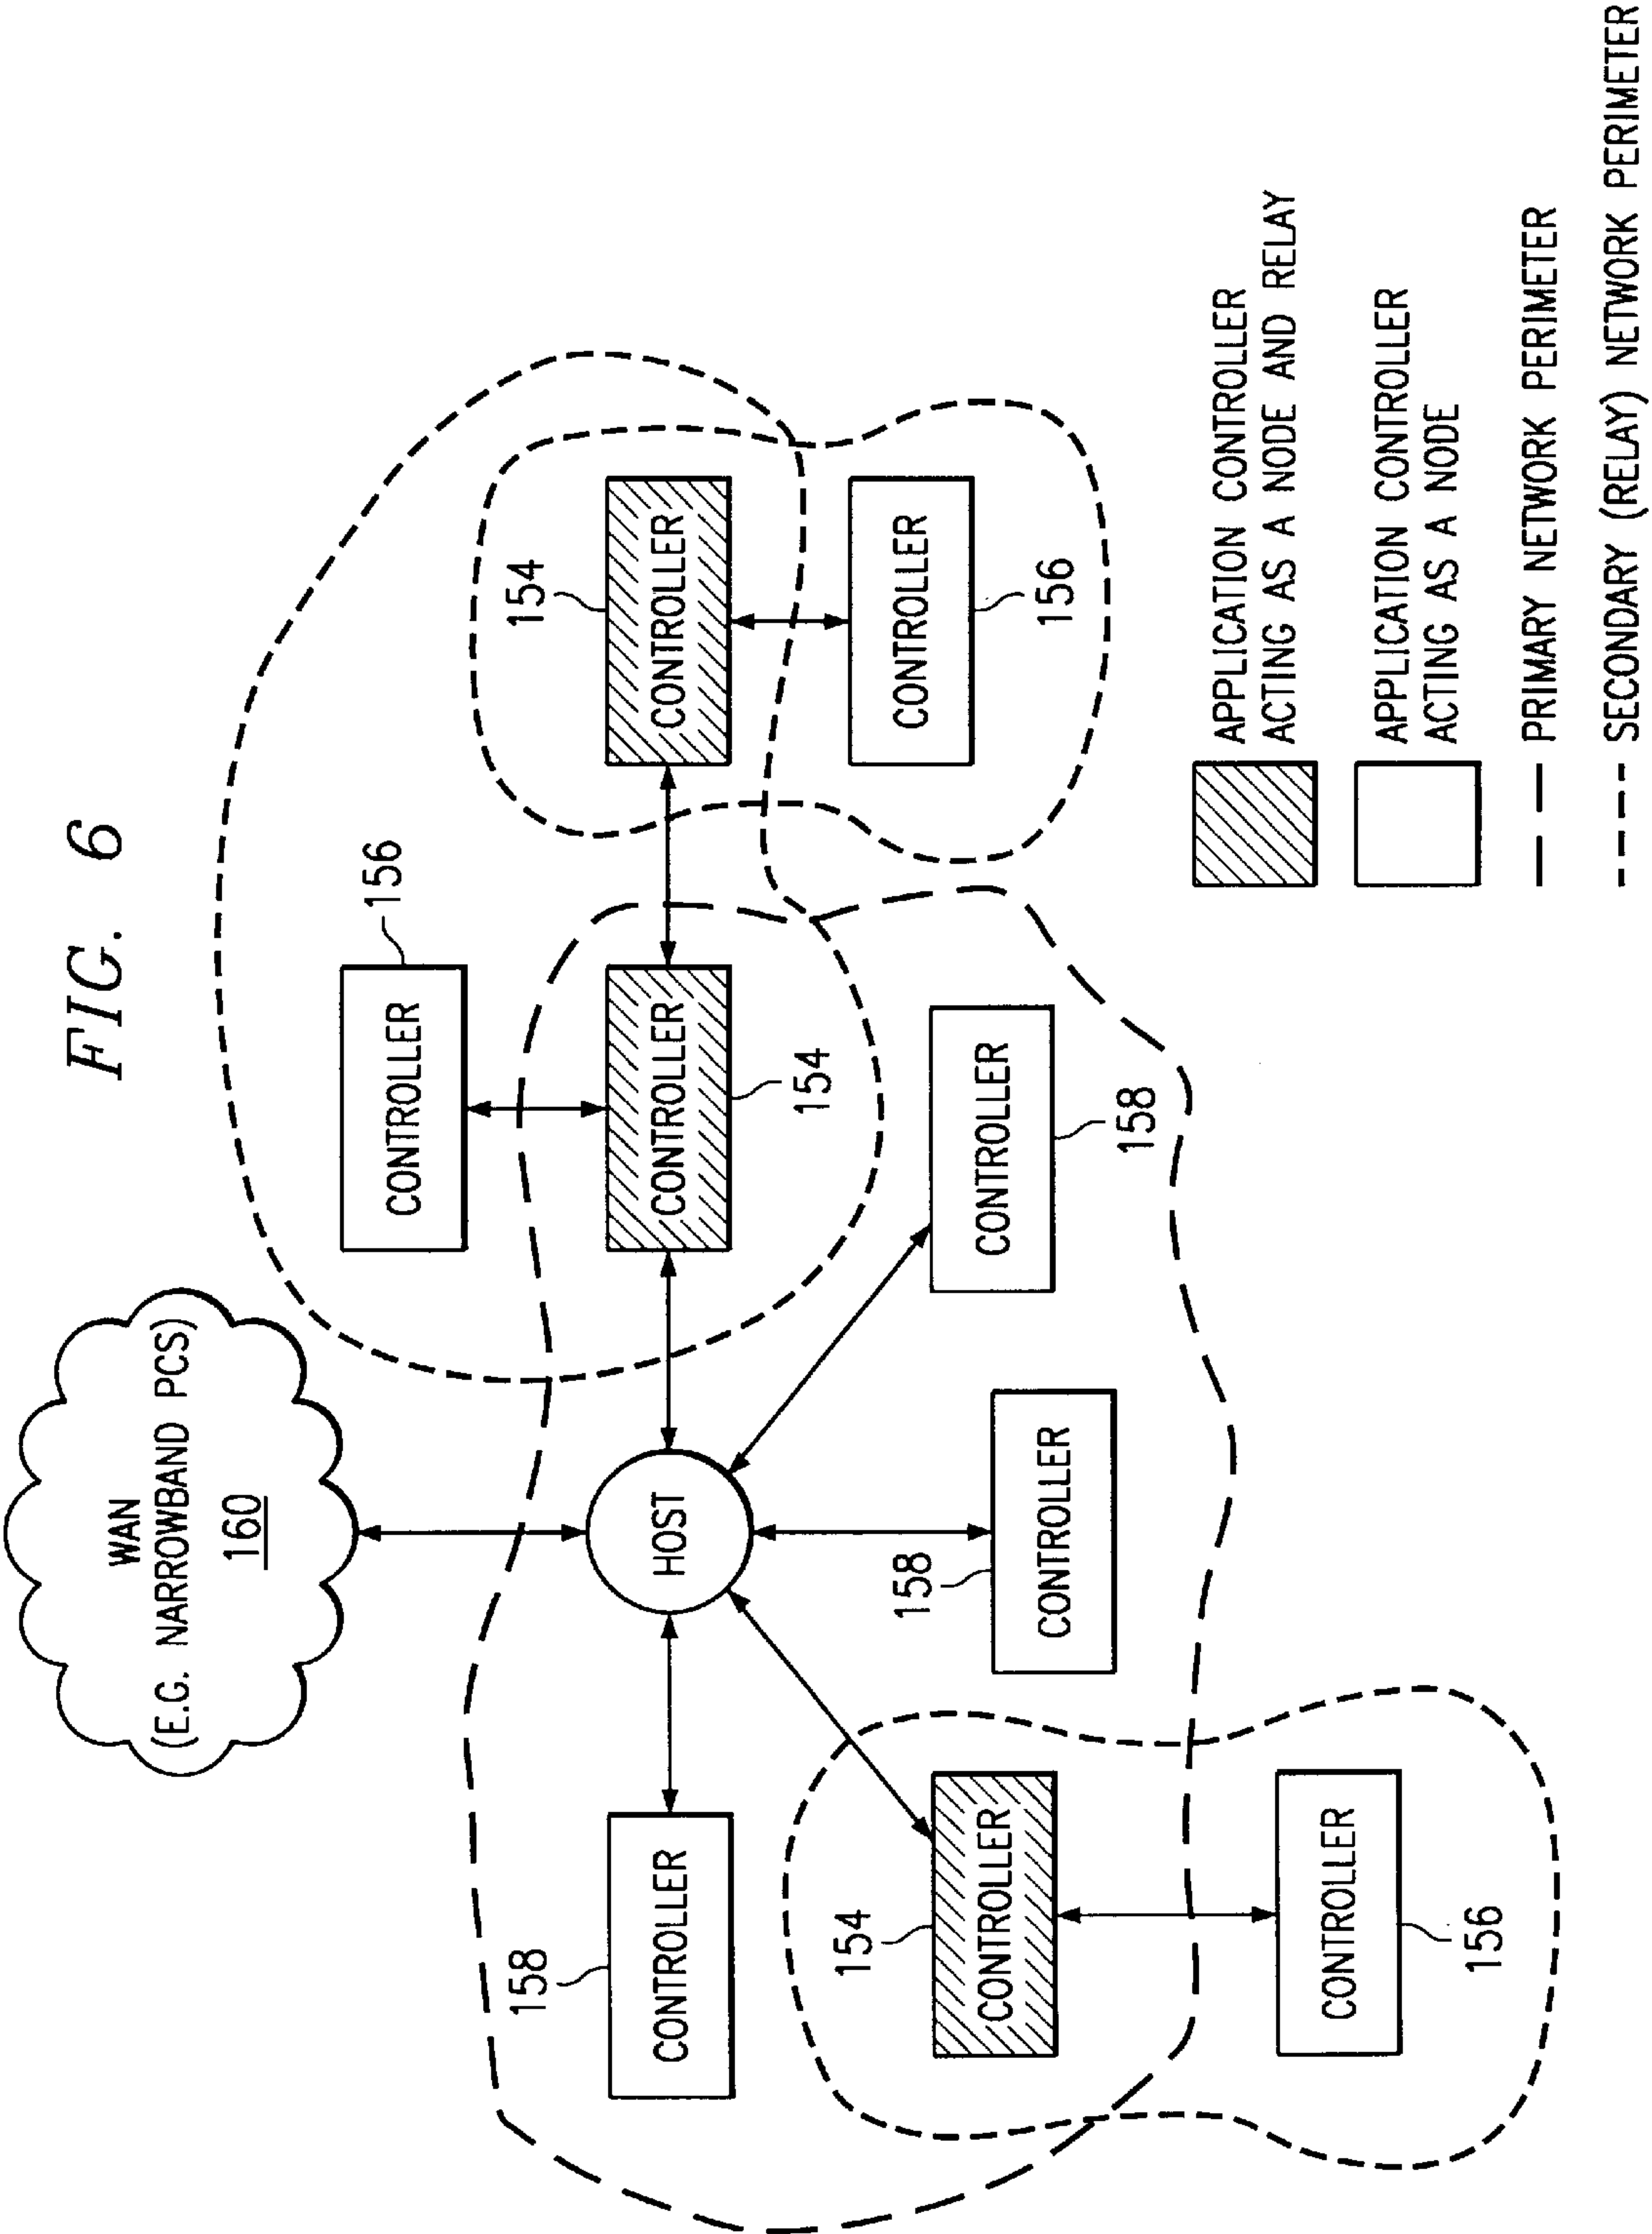 FIG. 6
WAN
(E.G. NARROWBAND PCS)
160
156
CONTROLLER
158
CONTROLLER
HOST
CONTROLLER
154
154
CONTROLLER
154
CONTROLLER
158
CONTROLLER
CONTROLLER
158
CONTROLLER
156
CONTROLLER
156
APPLICATION CONTROLLER
ACTING AS A NODE AND RELAY
APPLICATION CONTROLLER
ACTING AS A NODE
PRIMARY NETWORK PERIMETER
SECONDARY (RELAY) NETWORK PERIMETER